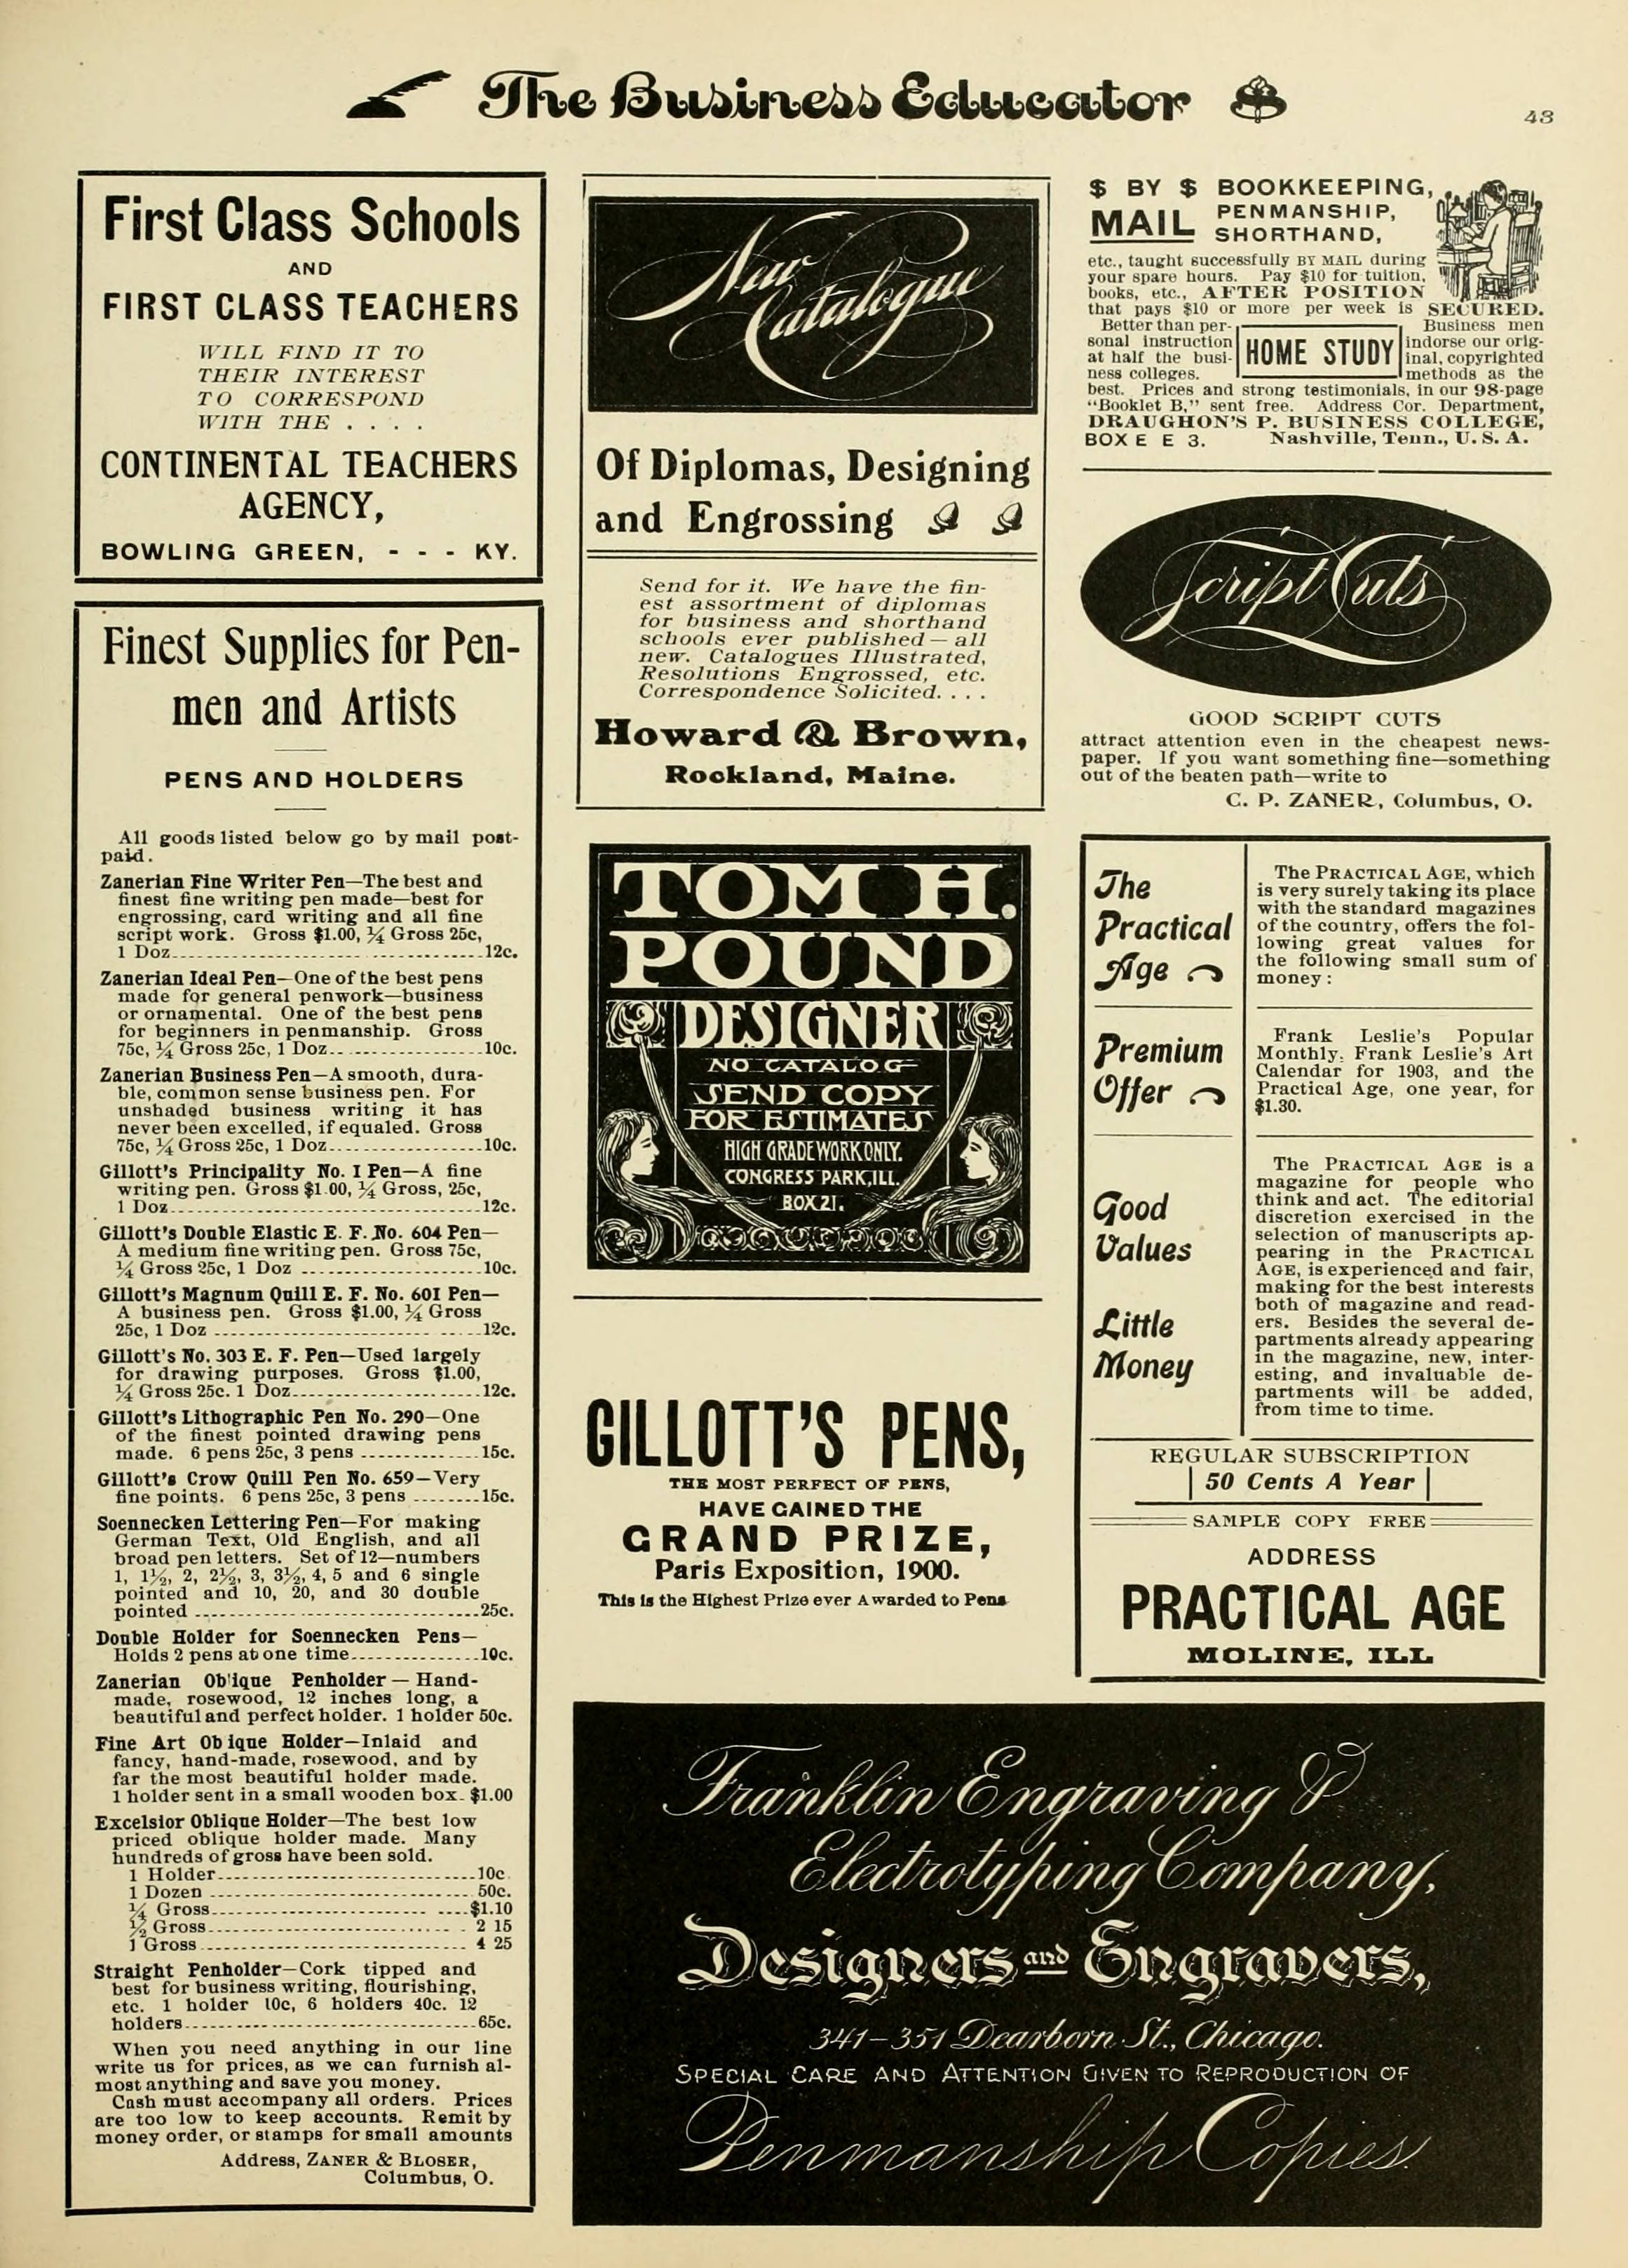 The Business Educator
43
First Class Schools
AND
FIRST CLASS TEACHERS
WILL FIND IT TO
THEIR INTEREST
TO CORRESPOND
WITH THE . . . .
CONTINENTAL TEACHERS
AGENCY,
BOWLING GREEN, - - - KY.
Finest Supplies for Pen-
men and Artists
PENS AND HOLDERS
All goods listed below go by mail post-
paid.
Zanerian Fine Writer Pen—The best and
finest fine writing pen made—best for
engrossing, card writing and all fine
script work. Gross $1.00, ¼ Gross 25c,
1 Doz. 12c.
Zanerian Ideal Pen—One of the best pens
made for general penwork—business
or ornamental. One of the best pens
for beginners in penmanship. Gross
75c, ¼ Gross 25c, 1 Doz. 10c.
Zanerian Business Pen—A smooth, dura-
ble, common sense business pen. For
unshaded business writing it has
never been excelled, if equaled. Gross
75c, ¼ Gross 25c, 1 Doz. 10c.
Gillott's Principality No. 1 Pen—A fine
writing pen. Gross $1.00, ¼ Gross, 25c,
1 Doz. 12c.
Gillott's Double Elastic E. F. No. 604 Pen—
A medium fine writing pen. Gross 75c,
¼ Gross 25c, 1 Doz 10c.
Gillott's Magnum Quill E. F. No. 601 Pen—
A business pen. Gross $1.00, ¼ Gross
25c, 1 Doz 12c.
Gillott's No. 303 E. F. Pen—Used largely
for drawing purposes. Gross $1.00,
¼ Gross 25c. 1 Doz. 12c.
Gillott's Lithographic Pen No. 290—One
of the finest pointed drawing pens
made. 6 pens 25c, 3 pens 15c.
Gillott's Crow Quill Pen No. 659—Very
fine points. 6 pens 25c, 3 pens 15c.
Soennecken Lettering Pen—For making
German Text, Old English, and all
broad pen letters. Set of 12—numbers
1, 1½, 2, 2½, 3, 3½, 4, 5 and 6 single
pointed and 10, 20, and 30 double
pointed 25c.
Double Holder for Soennecken Pens—
Holds 2 pens at one time 10c.
Zanerian Ob'ique Penholder — Hand-
made, rosewood, 12 inches long, a
beautiful and perfect holder. 1 holder 50c.
Fine Art Ob ique Holder—Inlaid and
fancy, hand-made, rosewood, and by
far the most beautiful holder made.
1 holder sent in a small wooden box. $1.00
Excelsior Oblique Holder—The best low
priced oblique holder made. Many
hundreds of gross have been sold.
1 Holder 10c
1 Dozen 50c.
¼ Gross $1.10
½ Gross 2 15
1 Gross 4 25
Straight Penholder—Cork tipped and
best for business writing, flourishing,
etc. 1 holder 10c, 6 holders 40c. 12
holders 65c.
When you need anything in our line
write us for prices, as we can furnish al-
most anything and save you money.
Cash must accompany all orders. Prices
are too low to keep accounts. Remit by
money order, or stamps for small amounts
Address, ZANER & BLOSER,
Columbus, O.
New
Catalogue
Of Diplomas, Designing
and Engrossing
Send for it. We have the fin-
est assortment of diplomas
for business and shorthand
schools ever published — all
new. Catalogues Illustrated,
Resolutions Engrossed, etc.
Correspondence Solicited. . . .
Howard & Brown,
Rockland, Maine.
TOM H.
POUND
DESIGNER
NO CATALOG
SEND COPY
FOR ESTIMATES
HIGH GRADE WORK ONLY.
CONGRESS PARK, ILL.
BOX 21.
GILLOTT'S PENS,
THE MOST PERFECT OF PENS,
HAVE GAINED THE
GRAND PRIZE,
Paris Exposition, 1900.
This is the Highest Prize ever Awarded to Pens
$ BY $ BOOKKEEPING,
MAIL PENMANSHIP,
SHORTHAND,
etc., taught successfully BY MAIL during
your spare hours. Pay $10 for tuition,
books, etc., AFTER POSITION
that pays $10 or more per week is SECURED.
Better than per-
sonal instruction
at half the busi-
ness colleges.
HOME STUDY
Business men
indorse our orig-
inal, copyrighted
methods as the
best. Prices and strong testimonials, in our 98-page
"Booklet B," sent free. Address Cor. Department,
DRAUGHON'S P. BUSINESS COLLEGE,
BOX E E 3. Nashville, Tenn., U. S. A.
Script Cuts
GOOD SCRIPT CUTS
attract attention even in the cheapest news-
paper. If you want something fine—something
out of the beaten path—write to
C. P. ZANER, Columbus, O.
The
Practical
Age
The PRACTICAL AGE, which
is very surely taking its place
with the standard magazines
of the country, offers the fol-
lowing great values for
the following small sum of
money :
Premium
Offer
Frank Leslie's Popular
Monthly, Frank Leslie's Art
Calendar for 1903, and the
Practical Age, one year, for
$1.30.
Good
Values
Little
Money
The PRACTICAL AGE is a
magazine for people who
think and act. The editorial
discretion exercised in the
selection of manuscripts ap-
pearing in the PRACTICAL
AGE, is experienced and fair,
making for the best interests
both of magazine and read-
ers. Besides the several de-
partments already appearing
in the magazine, new, inter-
esting, and invaluable de-
partments will be added,
from time to time.
REGULAR SUBSCRIPTION
50 Cents A Year
SAMPLE COPY FREE
ADDRESS
PRACTICAL AGE
MOLINE, ILL
Franklin Engraving &
Electrotyping Company,
Designers and Engravers,
341-351 Dearborn St., Chicago.
SPECIAL CARE AND ATTENTION GIVEN TO REPRODUCTION OF
Penmanship Copies.